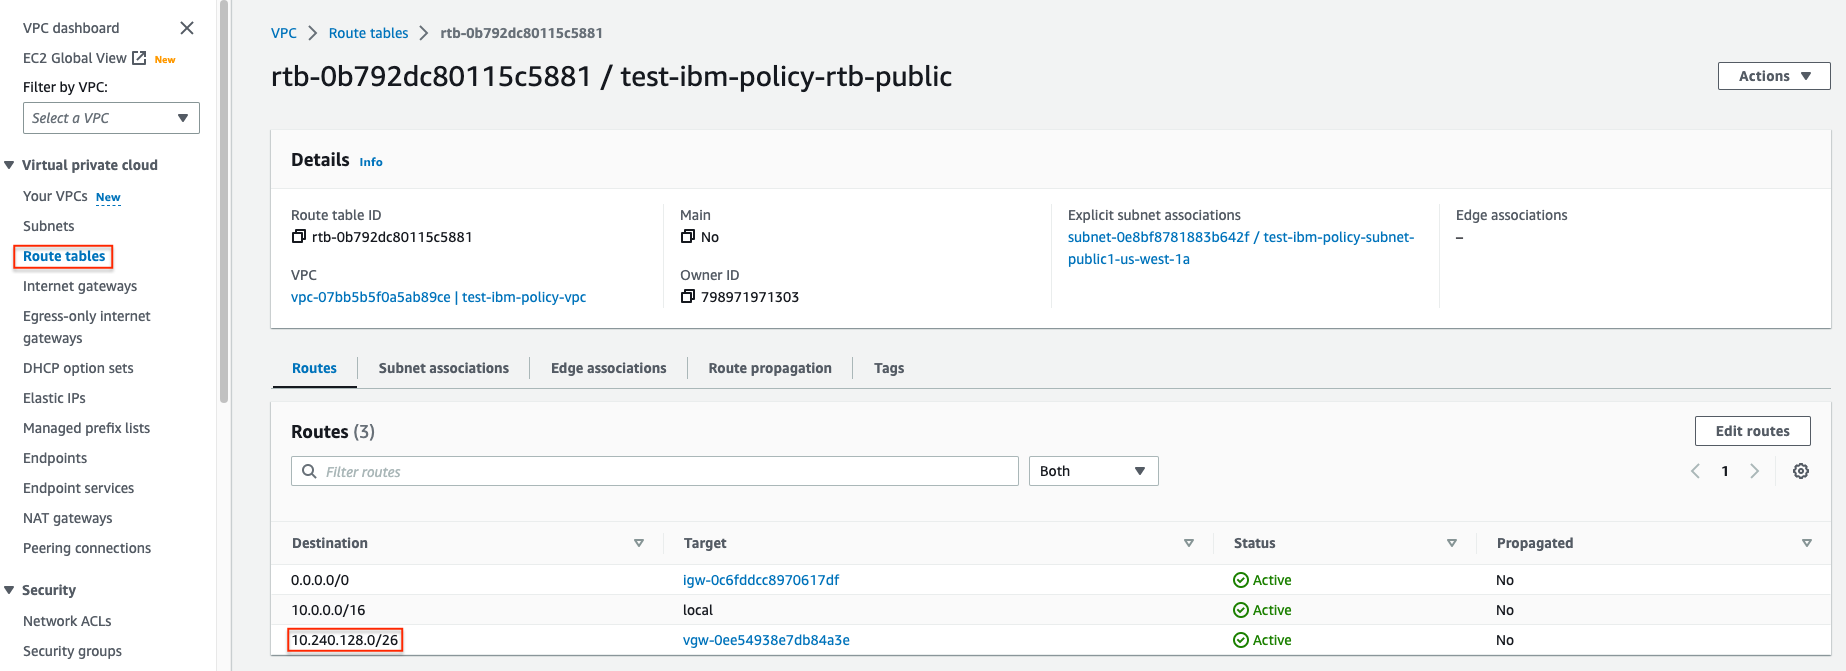 VPC dashboard
EC2 Global View New
Filter by VPC:
Select a VPC
Virtual private cloud
Your VPCs New
Subnets
Route tables
Internet gateways
Egress-only internet
gateways
DHCP option sets
Elastic IPs
Managed prefix lists
Endpoints
Endpoint services
NAT gateways
Peering connections
Security
Network ACLs
Security groups
VPC Route tables rtb-0b792dc80115c5881
rtb-0b792dc80115c5881 / test-ibm-policy-rtb-public
Actions
Details Info
Route table ID
rtb-0b792dc80115c5881
VPC
vpc-07bb5b5f0a5ab89ce | test-ibm-policy-vpc
Main
No
Owner ID
798971971303
Explicit subnet associations
subnet-0e8bf8781883b642f / test-ibm-policy-subnet-
public1-us-west-1a
Edge associations
–
Routes Subnet associations Edge associations Route propagation Tags
Routes (3)
Edit routes
Filter routes
Both
1
Destination Target Status Propagated
0.0.0.0/0 igw-0c6fddcc8970617df Active No
10.0.0.0/16 local Active No
10.240.128.0/26 vgw-0ee54938e7db84a3e Active No